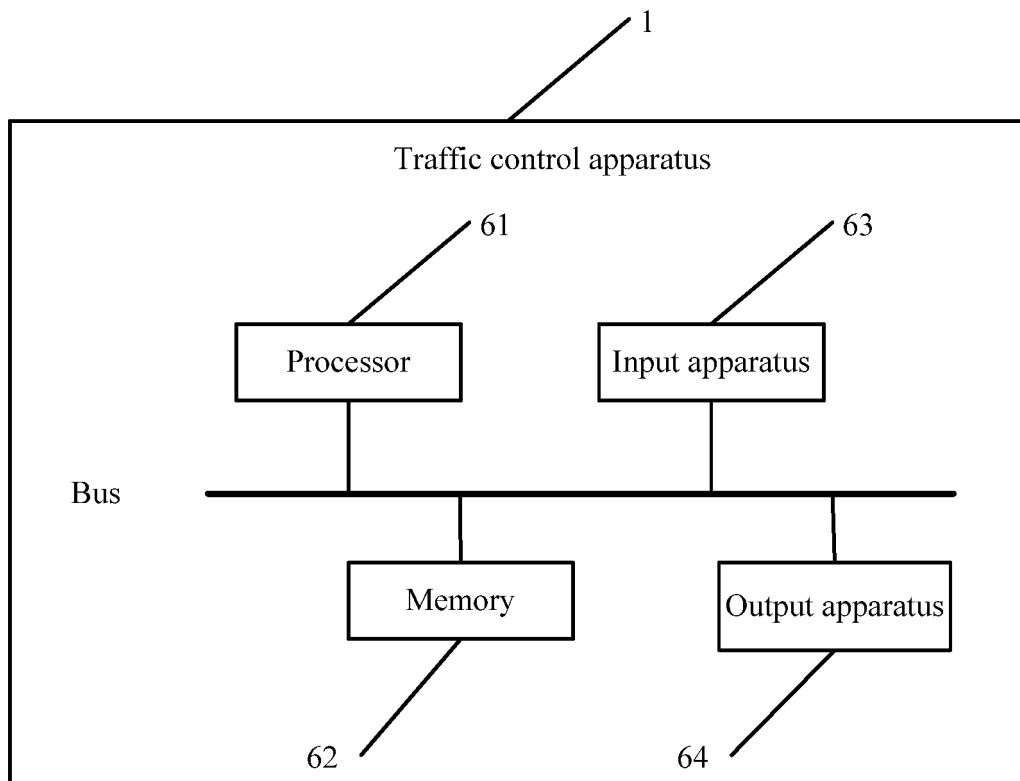 1
Traffic control apparatus
61
63
Processor
Input apparatus
Bus
Memory
Output apparatus
62
64